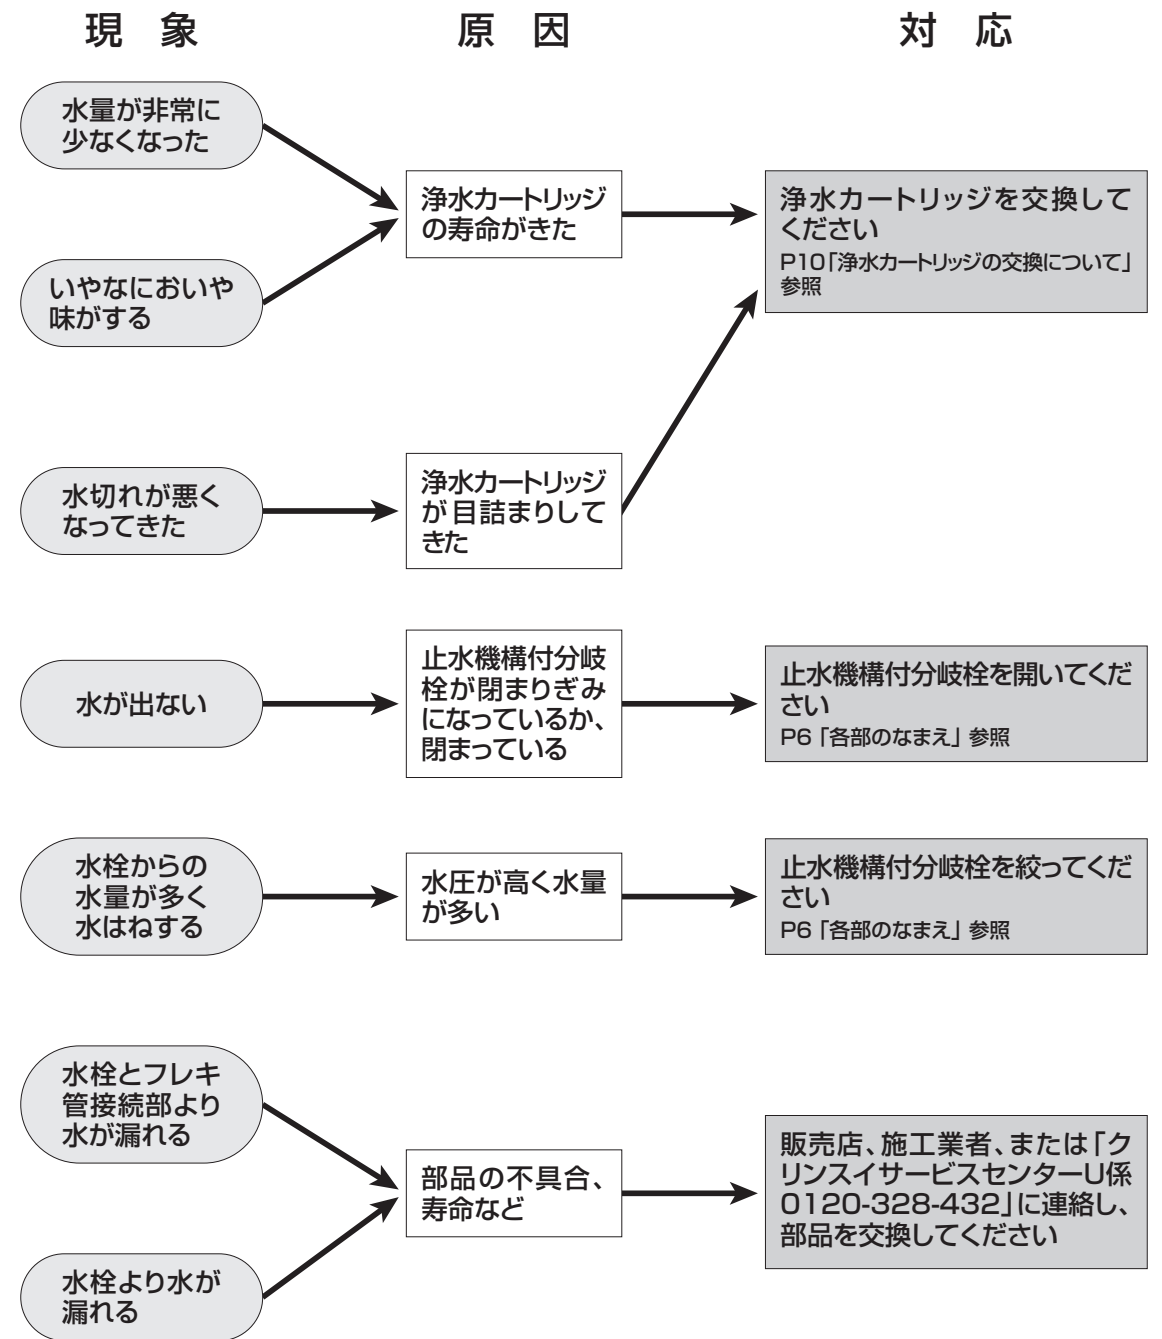 現 象
原 因
対 応
水量が非常に
少なくなった
いやなにおいや
味がする
浄水カートリッジ
の寿命がきた
浄水カートリッジを交換して
ください
P10「浄水カートリッジの交換について」
参照
水切れが悪く
なってきた
浄水カートリッジ
が目詰まりして
きた
水が出ない
止水機構付分岐
栓が閉まりぎみ
になっているか、
閉まっている
止水機構付分岐栓を開いてくだ
さい
P6「各部のなまえ」参照
水栓からの
水量が多く
水はねする
水圧が高く水量
が多い
止水機構付分岐栓を絞ってくだ
さい
P6「各部のなまえ」参照
水栓とフレキ
管接続部より
水が漏れる
水栓より水が
漏れる
部品の不具合、
寿命など
販売店、施工業者、または「ク
リンスイサービスセンターU係
0120-328-432」に連絡し、
部品を交換してください